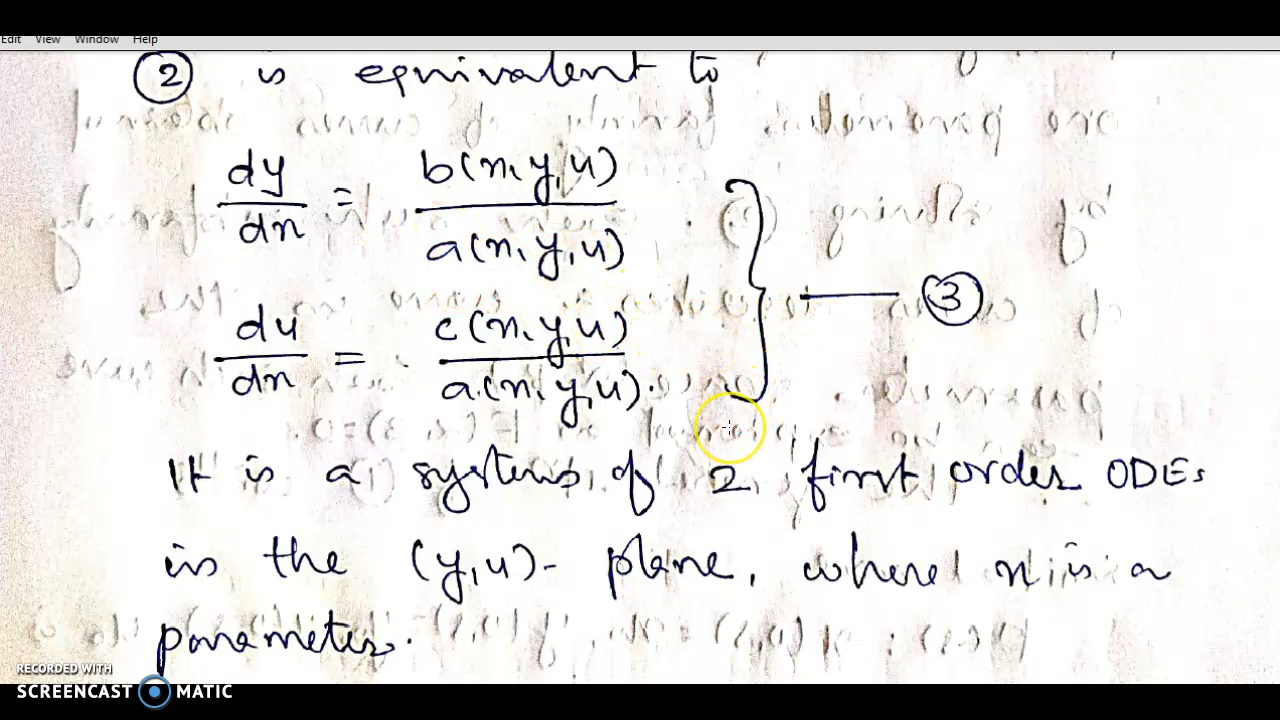 Edit View Window Help
② is equivalent to
dy/dx = b(x, y, u)/a(x, y, u)
du/dx = c(x, y, u)/a(x, y, u).
} — ③
It is a system of 2 first order ODEs
in the (y, u)- plane, where x is a
parameter.
RECORDED WITH
SCREENCAST MATIC